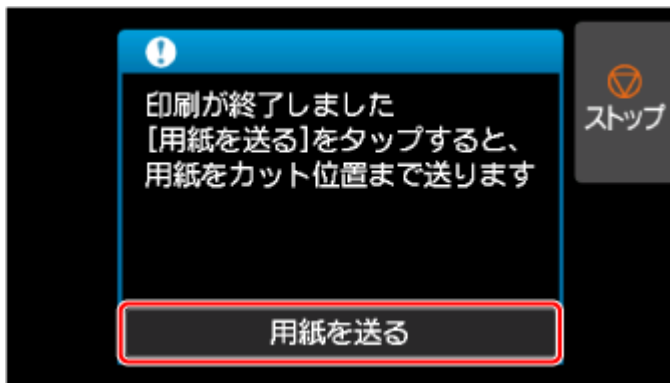 印刷が終了しました
[用紙を送る]をタップすると、
用紙をカット位置まで送ります
ストップ
用紙を送る